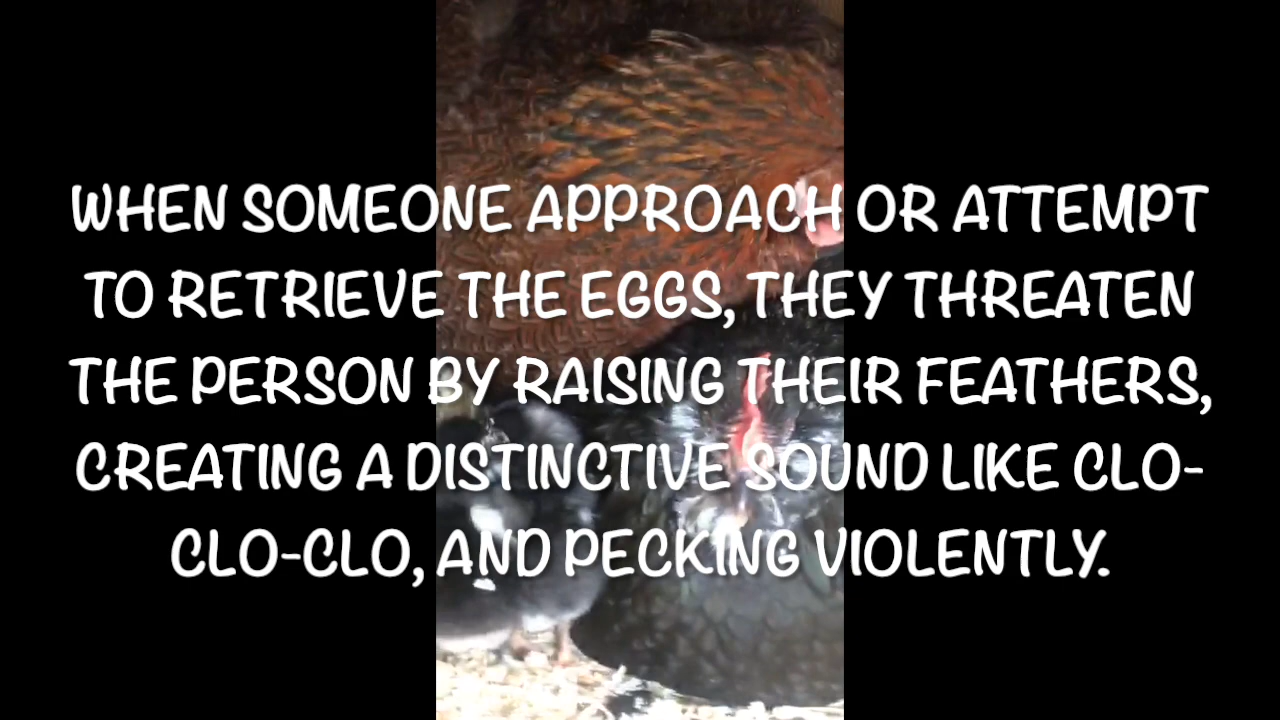 WHEN SOMEONE APPROACH OR ATTEMPT
TO RETRIEVE THE EGGS, THEY THREATEN
THE PERSON BY RAISING THEIR FEATHERS,
CREATING A DISTINCTIVE SOUND LIKE CLO-
CLO-CLO, AND PECKING VIOLENTLY.